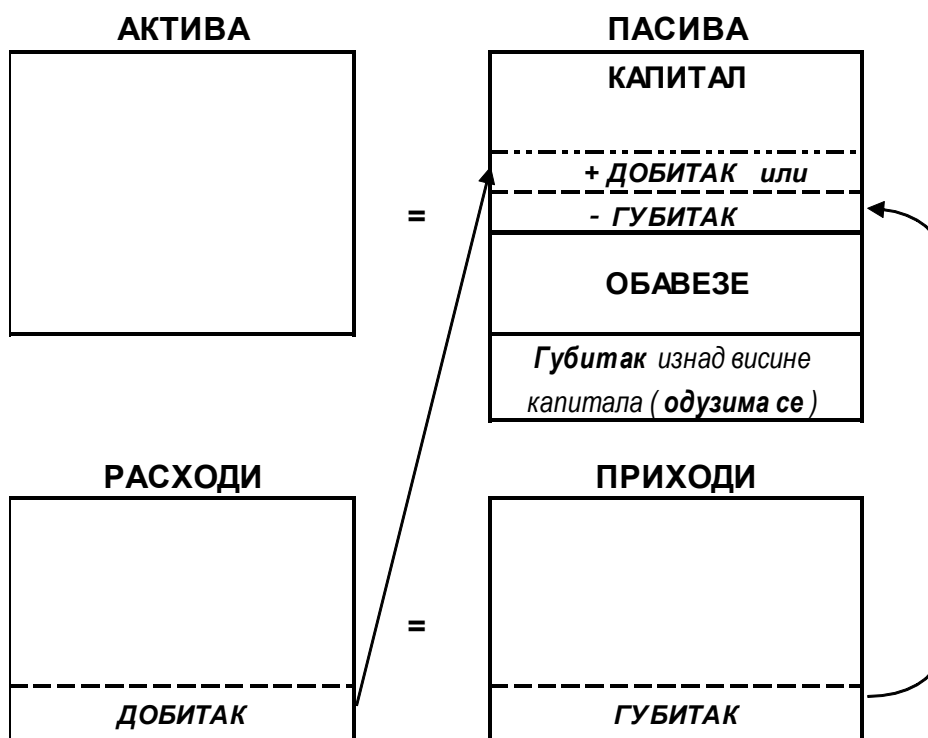 АКТИВА
ПАСИВА
КАПИТАЛ
+ ДОБИТАК или
=
- ГУБИТАК
ОБАВЕЗЕ
Губитак изнад висине
капитала ( одузима се )
РАСХОДИ
ПРИХОДИ
=
ДОБИТАК
ГУБИТАК